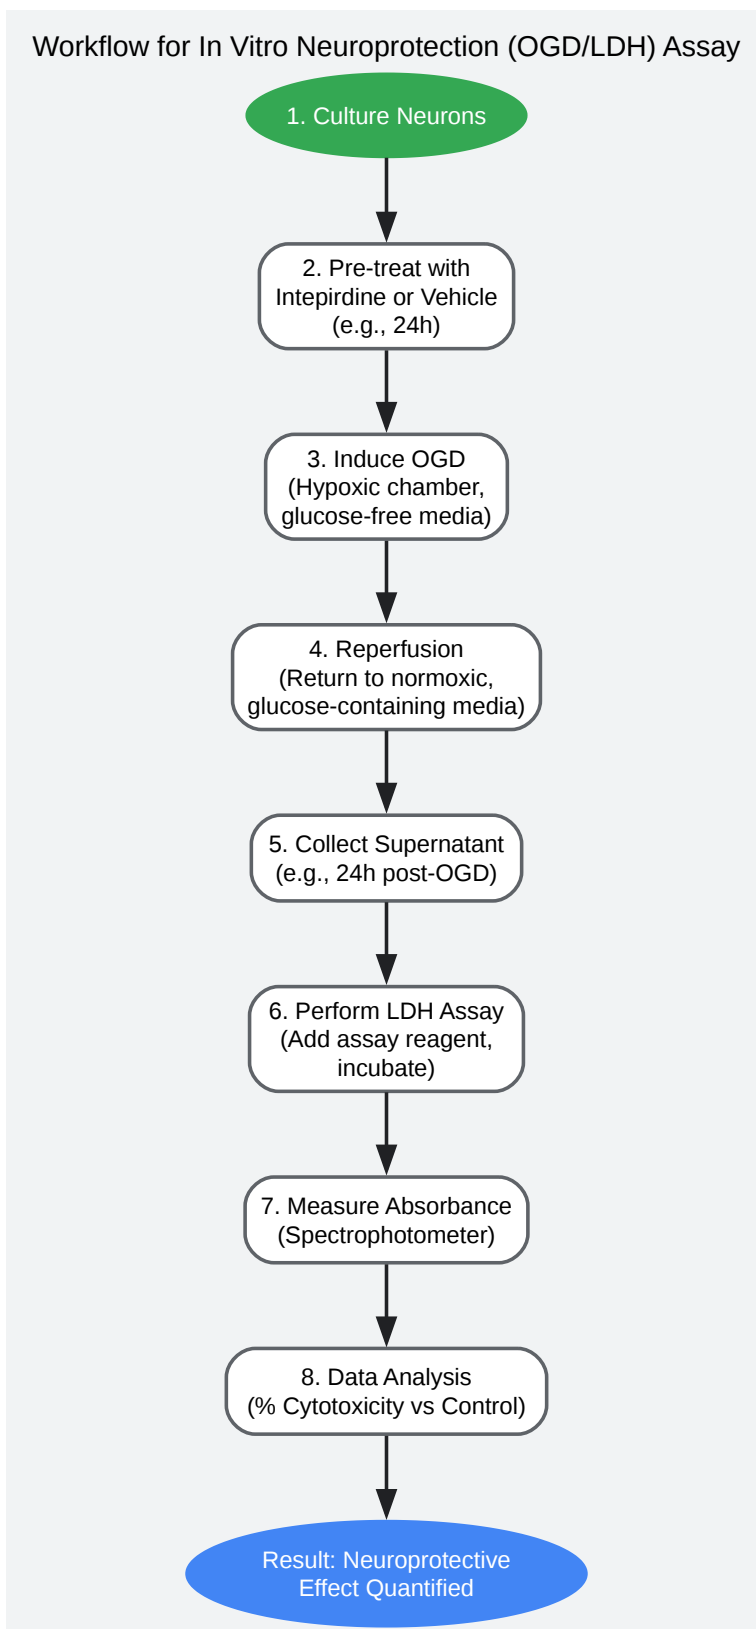 Workflow for In Vitro Neuroprotection (OGD/LDH) Assay
1. Culture Neurons
2. Pre-treat with
Intepirdine or Vehicle
(e.g., 24h)
3. Induce OGD
(Hypoxic chamber,
glucose-free media)
4. Reperfusion
(Return to normoxic,
glucose-containing media)
5. Collect Supernatant
(e.g., 24h post-OGD)
6. Perform LDH Assay
(Add assay reagent,
incubate)
7. Measure Absorbance
(Spectrophotometer)
8. Data Analysis
(% Cytotoxicity vs Control)
Result: Neuroprotective
Effect Quantified